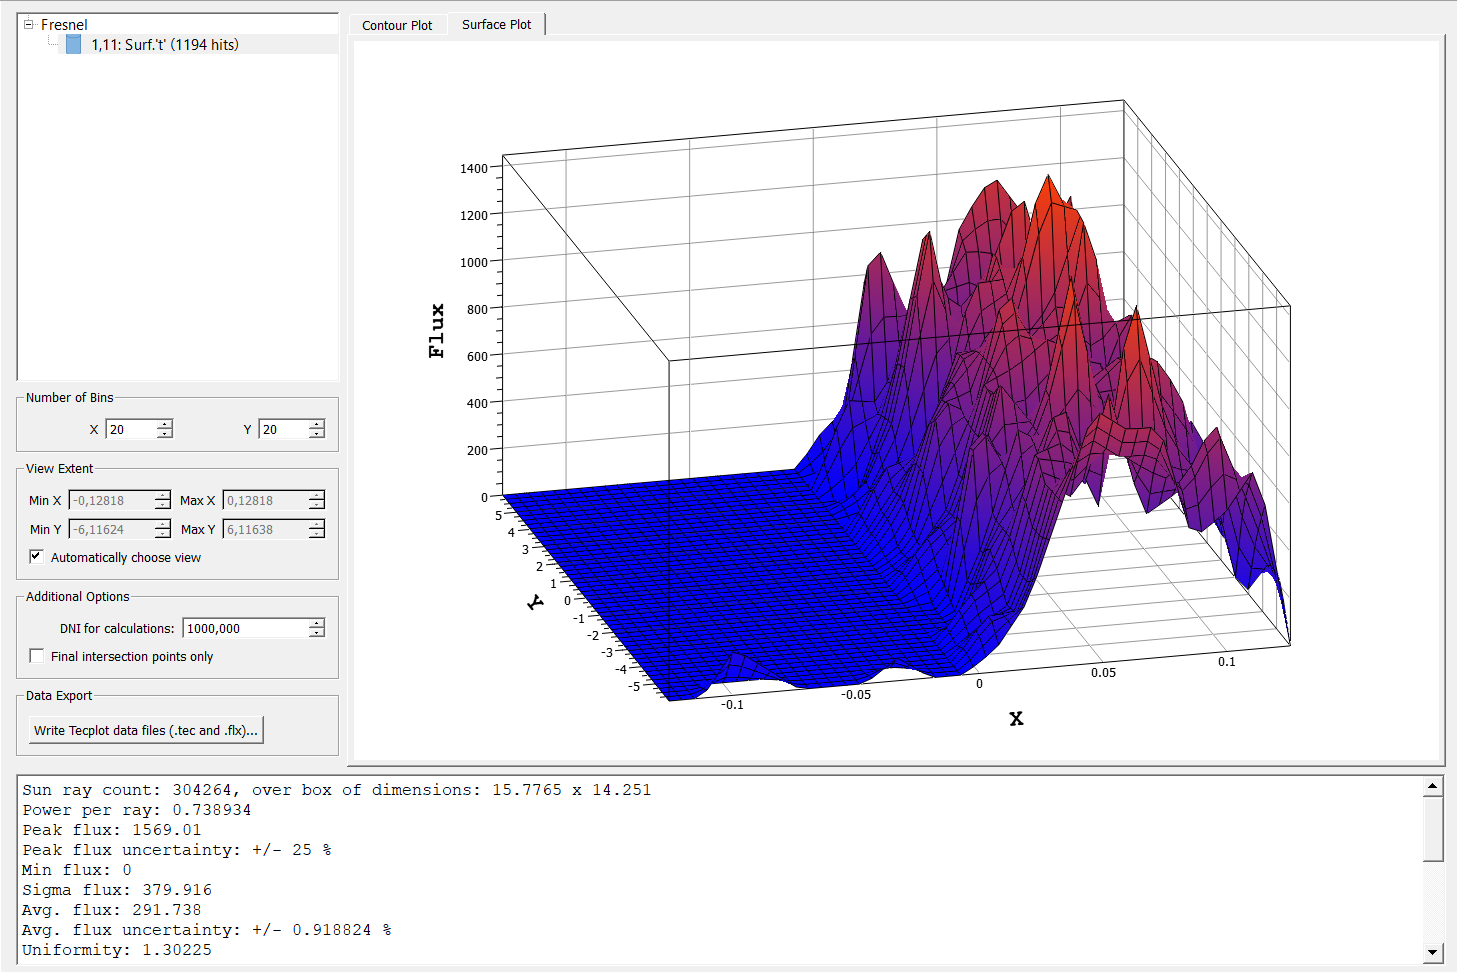 Fresnel
1,11: Surf.'t' (1194 hits)
Number of Bins
X 20 Y 20
View Extent
Min X -0,12818 Max X 0,12818
Min Y -6,11624 Max Y 6,11638
Automatically choose view
Additional Options
DNI for calculations: 1000,000
Final intersection points only
Data Export
Write Tecplot data files (.tec and .flx)...
Contour Plot Surface Plot
1400
1200
1000
800
600
400
200
0
Flux
5
4
3
2
1
0
-1
-2
-3
-4
-5
Y
-0.1
-0.05
0
0.05
0.1
X
Sun ray count: 304264, over box of dimensions: 15.7765 x 14.251
Power per ray: 0.738934
Peak flux: 1569.01
Peak flux uncertainty: +/- 25 %
Min flux: 0
Sigma flux: 379.916
Avg. flux: 291.738
Avg. flux uncertainty: +/- 0.918824 %
Uniformity: 1.30225